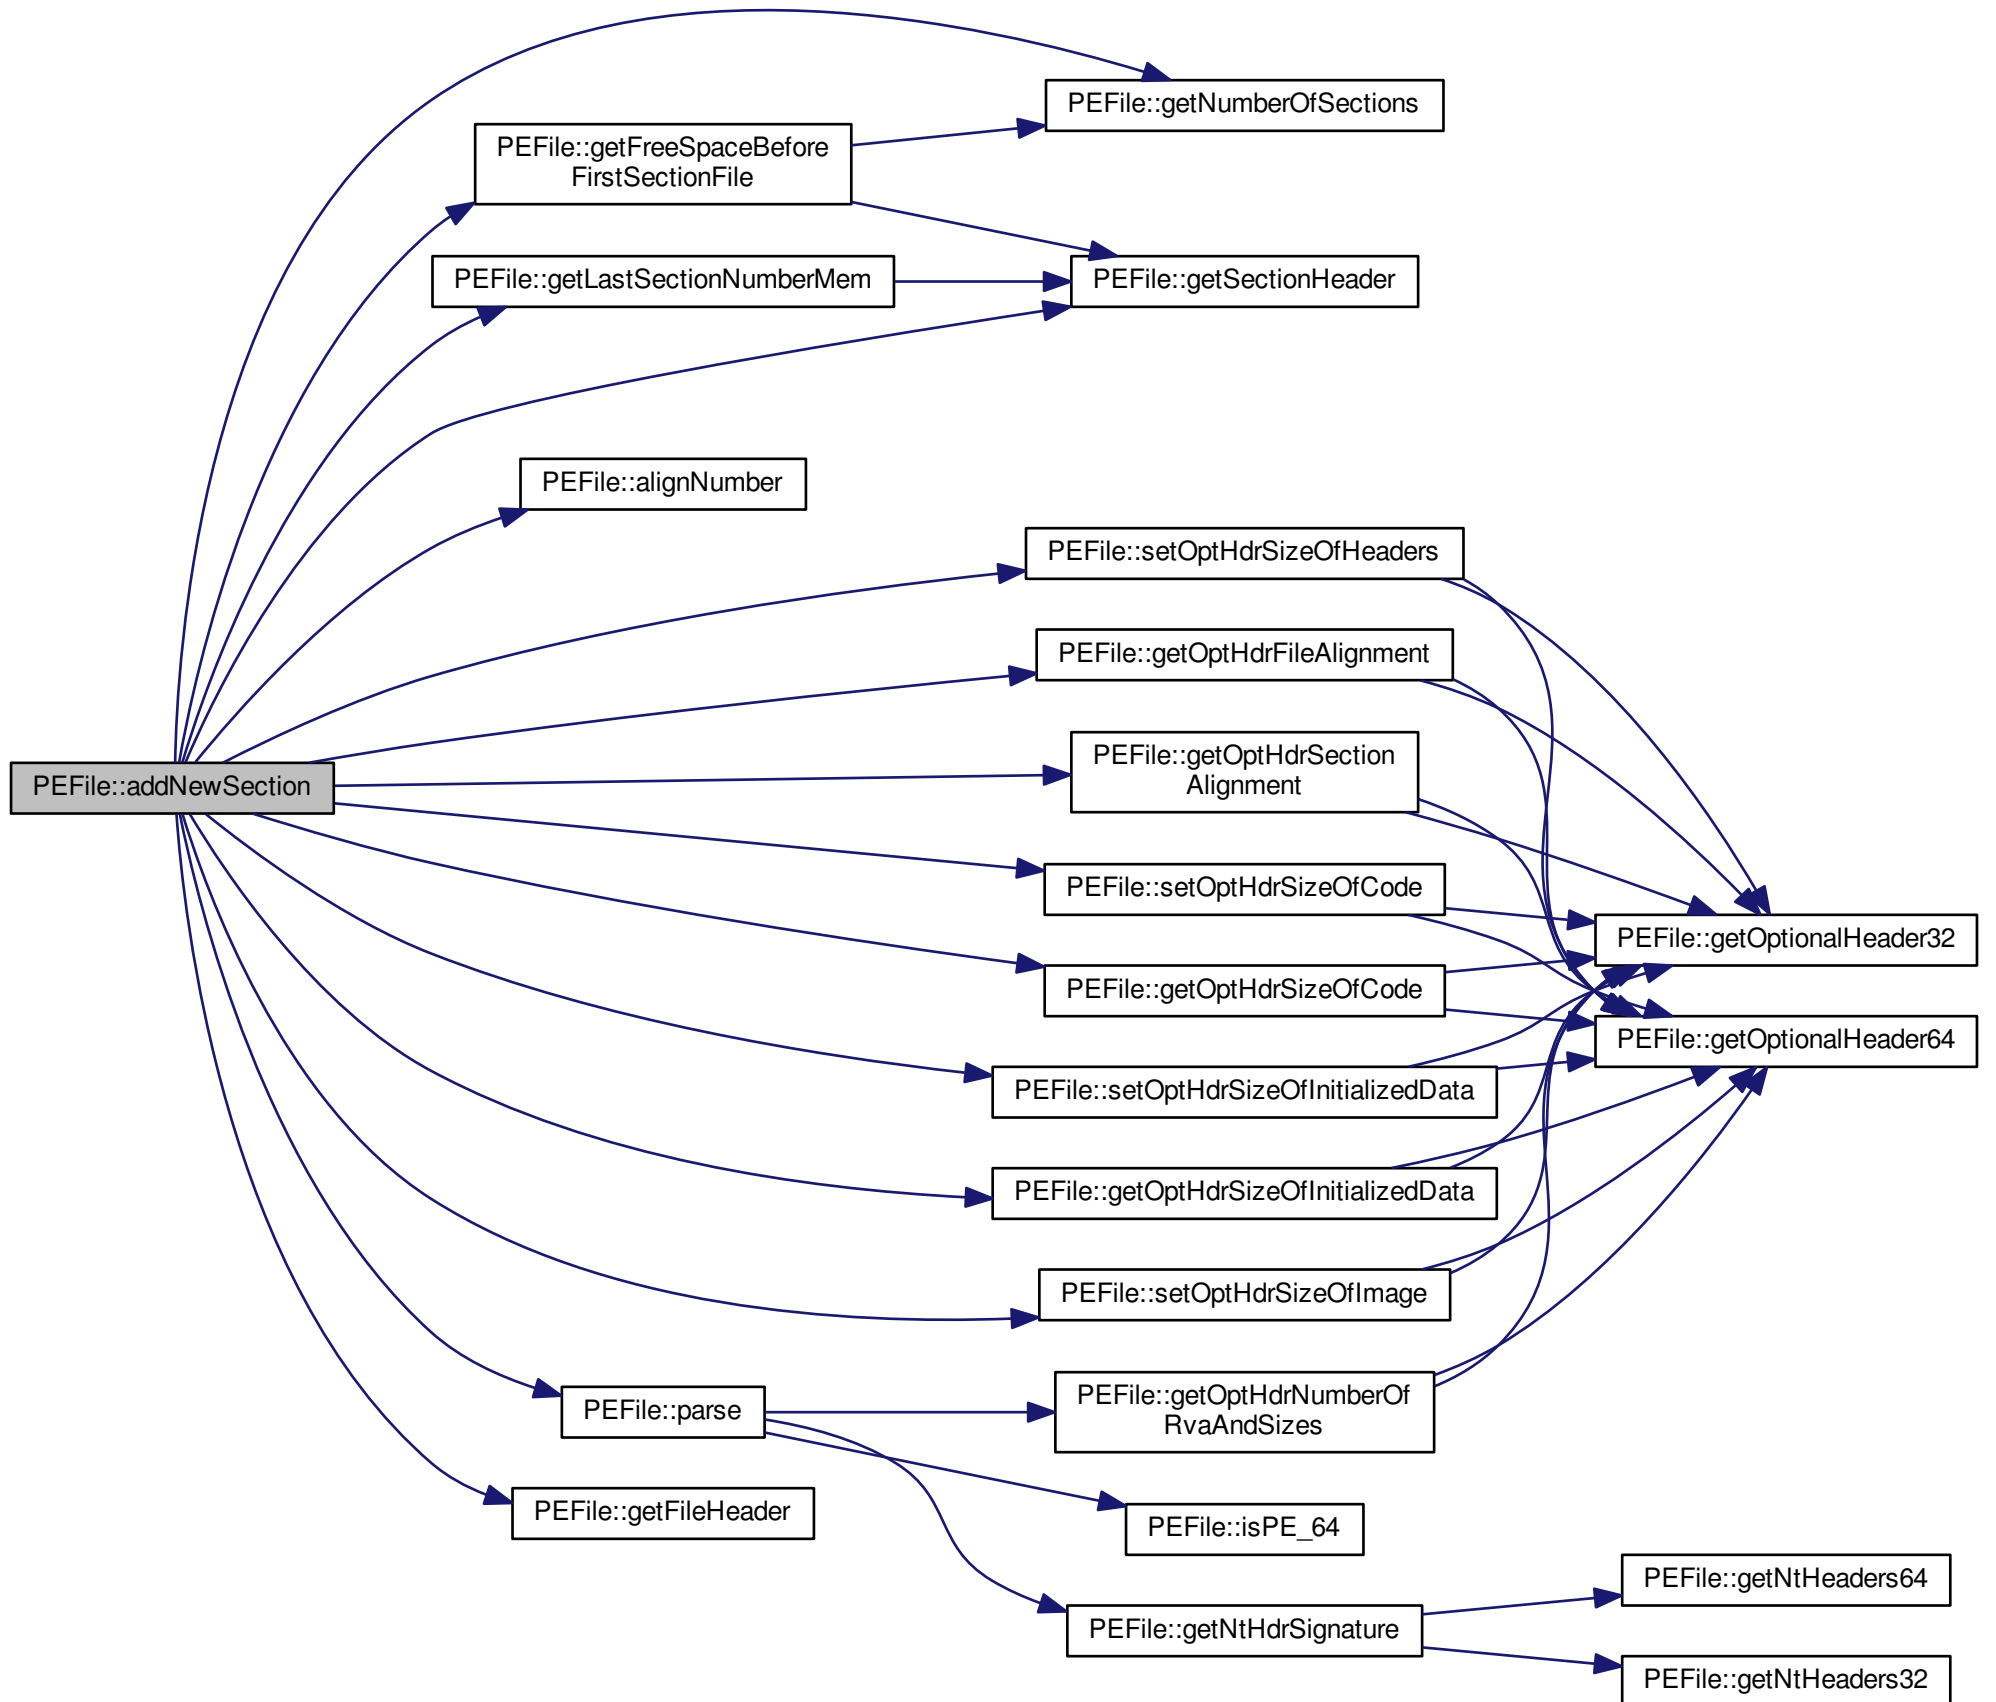 PEFile::getNumberOfSections
PEFile::getFreeSpaceBefore
FirstSectionFile
PEFile::getLastSectionNumberMem
PEFile::getSectionHeader
PEFile::alignNumber
PEFile::setOptHdrSizeOfHeaders
PEFile::getOptHdrFileAlignment
PEFile::getOptHdrSection
Alignment
PEFile::addNewSection
PEFile::setOptHdrSizeOfCode
PEFile::getOptionalHeader32
PEFile::getOptHdrSizeOfCode
PEFile::getOptionalHeader64
PEFile::setOptHdrSizeOfInitializedData
PEFile::getOptHdrSizeOfInitializedData
PEFile::setOptHdrSizeOfImage
PEFile::getOptHdrNumberOf
RvaAndSizes
PEFile::parse
PEFile::getFileHeader
PEFile::isPE_64
PEFile::getNtHeaders64
PEFile::getNtHdrSignature
PEFile::getNtHeaders32